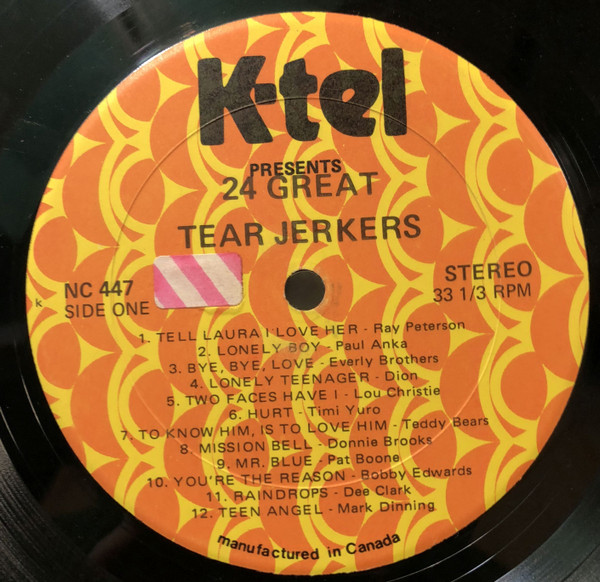 K-tel
PRESENTS
24 GREAT
TEAR JERKERS
NC 447
SIDE ONE
STEREO
33 1/3 RPM
k
1. TELL LAURA I LOVE HER - Ray Peterson
2. LONELY BOY - Paul Anka
3. BYE, BYE, LOVE - Everly Brothers
4. LONELY TEENAGER - Dion
5. TWO FACES HAVE I - Lou Christie
6. HURT - Timi Yuro
7. TO KNOW HIM, IS TO LOVE HIM - Teddy Bears
8. MISSION BELL - Donnie Brooks
9. MR. BLUE - Pat Boone
10. YOU'RE THE REASON - Bobby Edwards
11. RAINDROPS - Dee Clark
12. TEEN ANGEL - Mark Dinning
manufactured in Canada